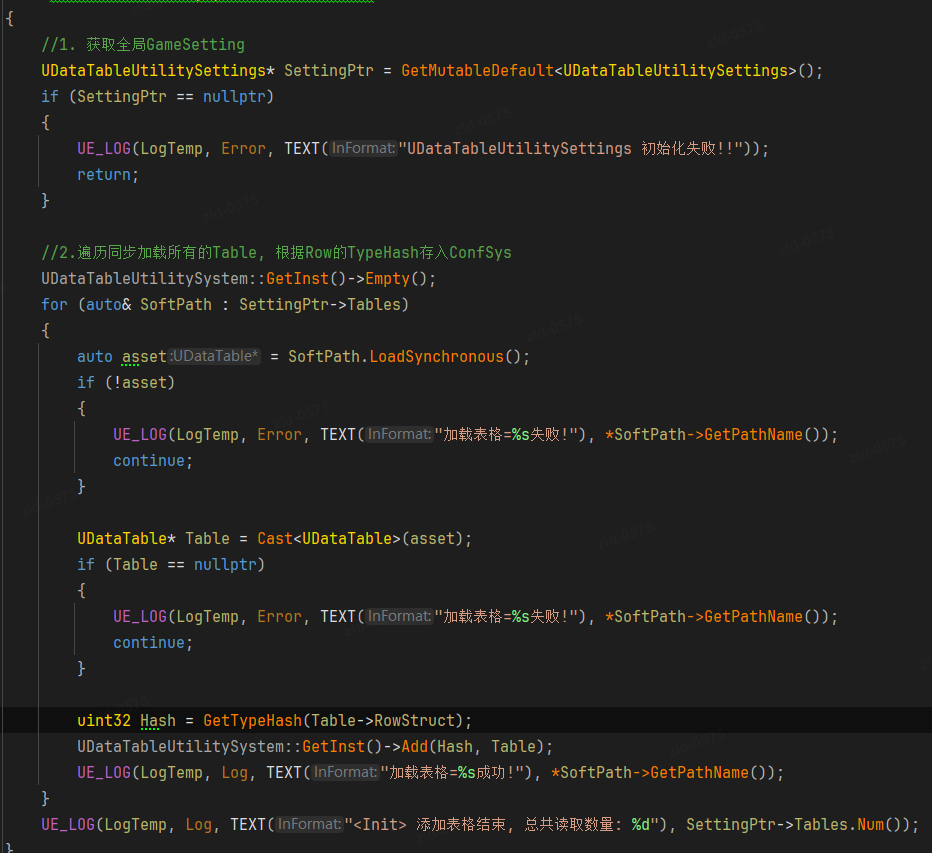 {
//1. 获取全局GameSetting
UDataTableUtilitySettings* SettingPtr = GetMutableDefault<UDataTableUtilitySettings>();
if (SettingPtr == nullptr)
{
UE_LOG(LogTemp, Error, TEXT(InFormat:"UDataTableUtilitySettings 初始化失败!!"));
return;
}
//2.遍历同步加载所有的Table, 根据Row的TypeHash存入ConfSys
UDataTableUtilitySystem::GetInst()->Empty();
for (auto& SoftPath : SettingPtr->Tables)
{
auto asset:UDataTable* = SoftPath.LoadSynchronous();
if (!asset)
{
UE_LOG(LogTemp, Error, TEXT(InFormat:"加载表格=%s失败!"), *SoftPath->GetPathName());
continue;
}
UDataTable* Table = Cast<UDataTable>(asset);
if (Table == nullptr)
{
UE_LOG(LogTemp, Error, TEXT(InFormat:"加载表格=%s失败!"), *SoftPath->GetPathName());
continue;
}
uint32 Hash = GetTypeHash(Table->RowStruct);
UDataTableUtilitySystem::GetInst()->Add(Hash, Table);
UE_LOG(LogTemp, Log, TEXT(InFormat:"加载表格=%s成功!"), *SoftPath->GetPathName());
}
UE_LOG(LogTemp, Log, TEXT(InFormat:"<Init> 添加表格结束, 总共读取数量: %d"), SettingPtr->Tables.Num());
}